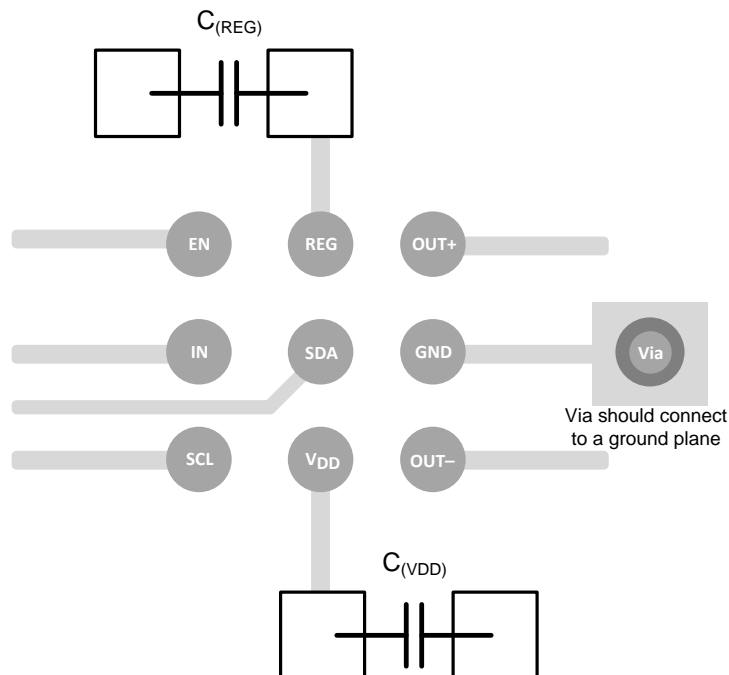 C(REG)
EN
REG
OUT+
IN
SDA
GND
Via
Via should connect
to a ground plane
SCL
VDD
OUT–
C(VDD)